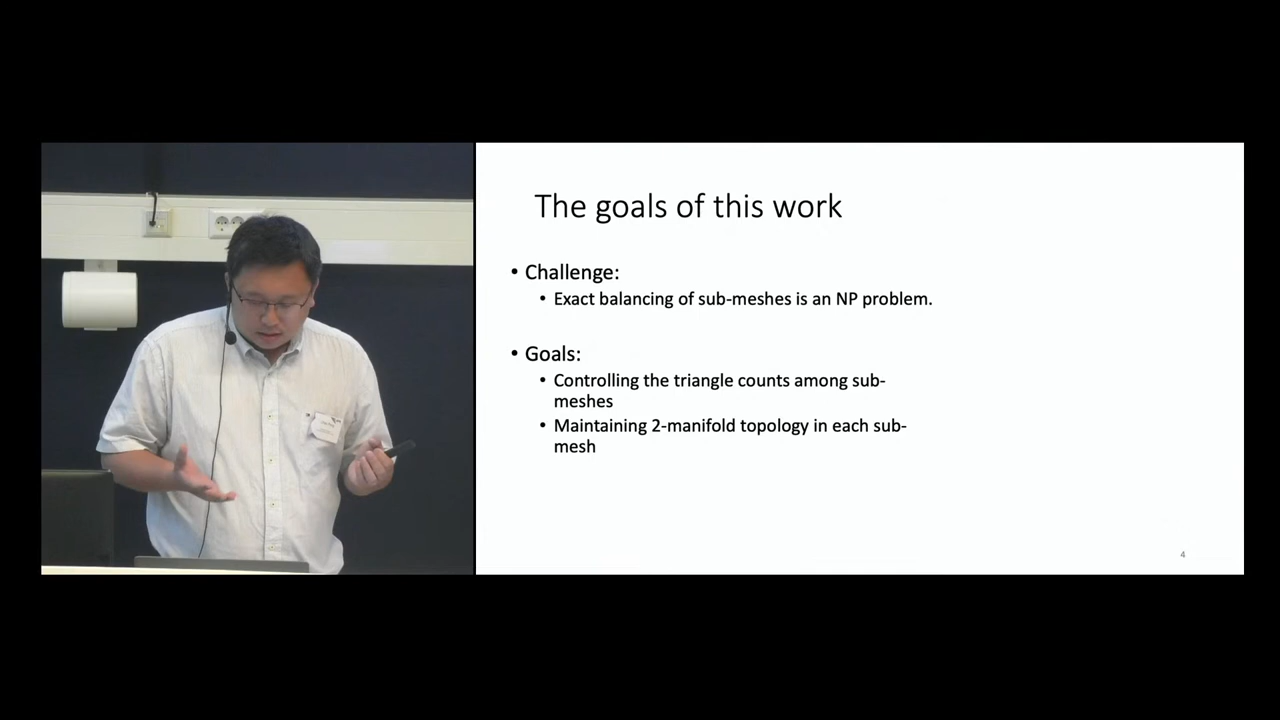 The goals of this work
• Challenge:
• Exact balancing of sub-meshes is an NP problem.
• Goals:
• Controlling the triangle counts among sub-
meshes
• Maintaining 2-manifold topology in each sub-
mesh
4